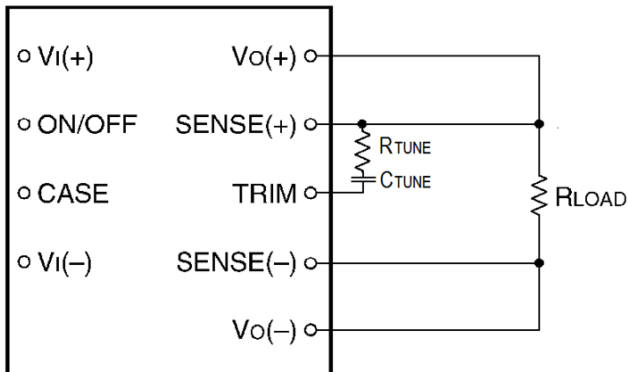 VI(+) VO(+)
ON/OFF SENSE(+)
RTUNE
CTUNE
CASE TRIM
RLOAD
VI(–) SENSE(–)
VO(–)